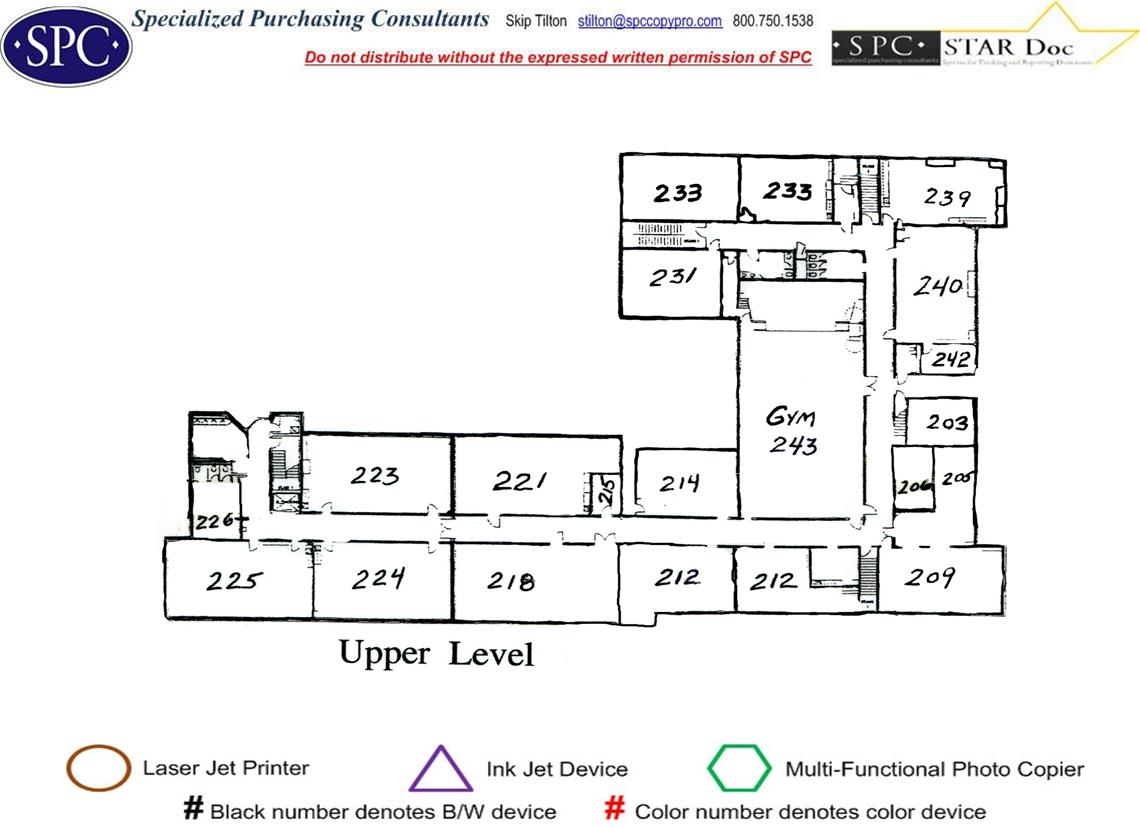 Specialized Purchasing Consultants Skip Tilton stilton@spccopypro.com 800.750.1538
·SPC·
Do not distribute without the expressed written permission of SPC
·SPC· STAR Doc
specialized purchasing consultants System for Tracking and Reporting Documents
233 233 239
231 240
242
GYM
243
203
223 221 215 214 206 205
226
225 224 218 212 212 209
Upper Level
Laser Jet Printer Ink Jet Device Multi-Functional Photo Copier
# Black number denotes B/W device # Color number denotes color device